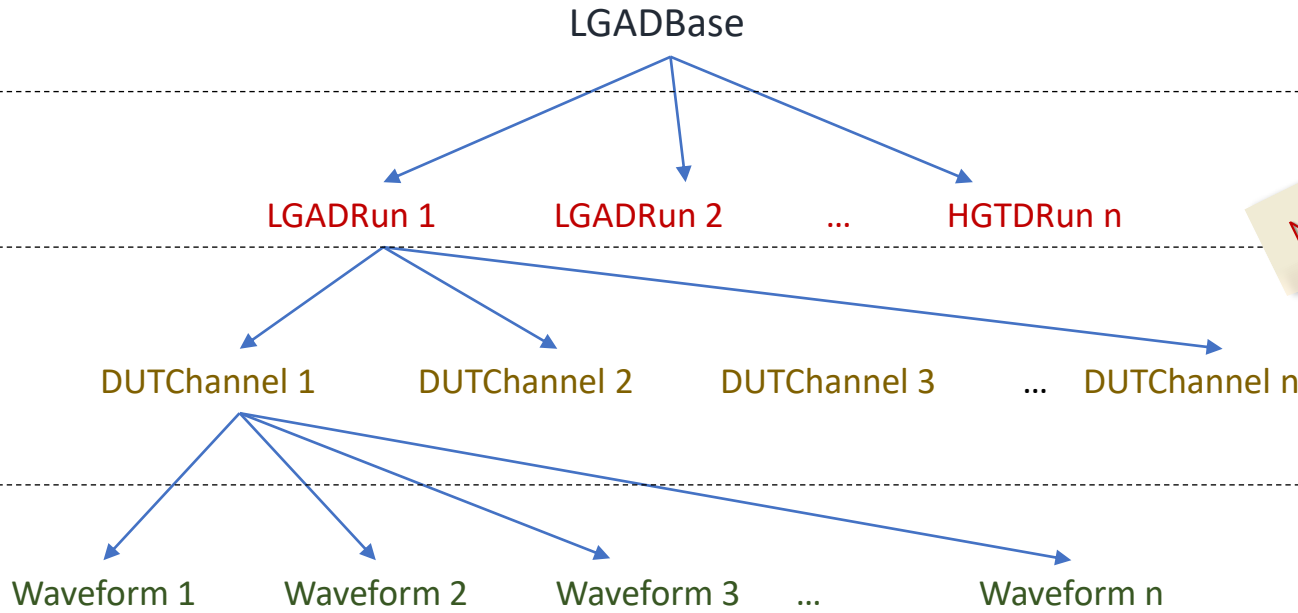 LGADBase
LGADRun 1 LGADRun 2 … HGTDRun n
DUTChannel 1 DUTChannel 2 DUTChannel 3 … DUTChannel n
Waveform 1 Waveform 2 Waveform 3 … Waveform n